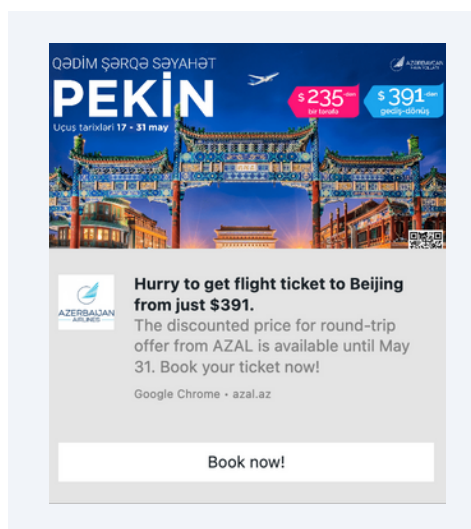 QƏDİM ŞƏRQƏ SƏYAHƏT
PEKİN
Uçuş tarixləri 17 - 31 may
$ 235-dən
bir tərəfə
$ 391-dən
gediş-dönüş
AZERBAIJAN
Hurry to get flight ticket to Beijing
from just $391.
The discounted price for round-trip
offer from AZAL is available until May
31. Book your ticket now!
Google Chrome • azal.az
AZERBAIJAN
AIRLINES
Book now!